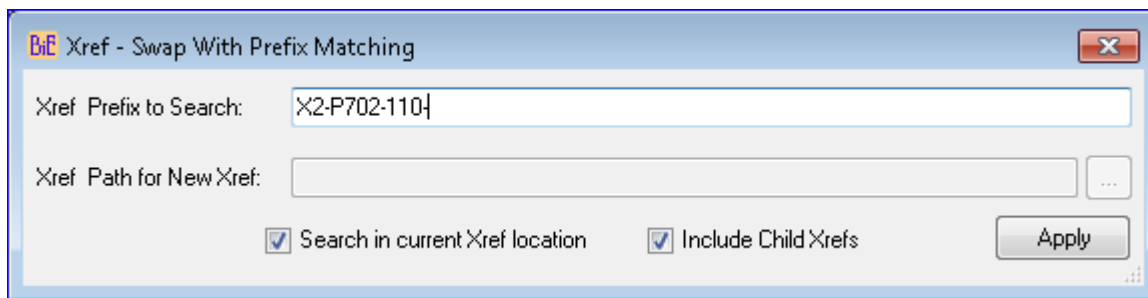 BiE Xref - Swap With Prefix Matching
Xref Prefix to Search: X2-P702-110-
Xref Path for New Xref: ...
Search in current Xref location Include Child Xrefs Apply